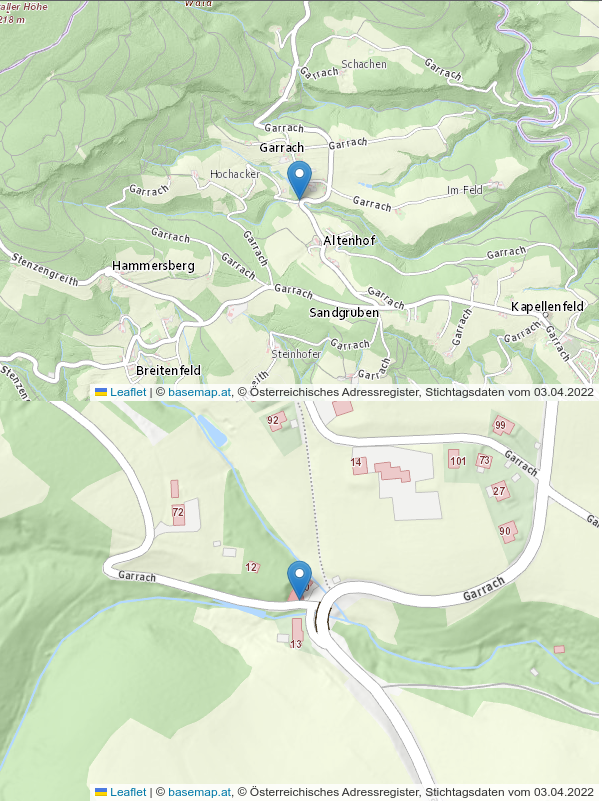 218 m
Wald
Schachen
Garrach
Garrach
Garrach
Garrach
Garrach
Hochacker
Im Feld
Garrach
Garrach
Altenhof
Garrach
Garrach
Garrach
Stenzengreith
Hammersberg
Garrach
Garrach
Garrach
Sandgruben
Kapellenfeld
Garrach
Garrach
Garrach
Garrach
Steinhofer
Breitenfeld
Garrach
Leaflet | © basemap.at, © Österreichisches Adressregister, Stichtagsdaten vom 03.04.2022
92
99
14
101
73
Garrach
27
72
90
12
Garrach
Garrach
13
Leaflet | © basemap.at, © Österreichisches Adressregister, Stichtagsdaten vom 03.04.2022